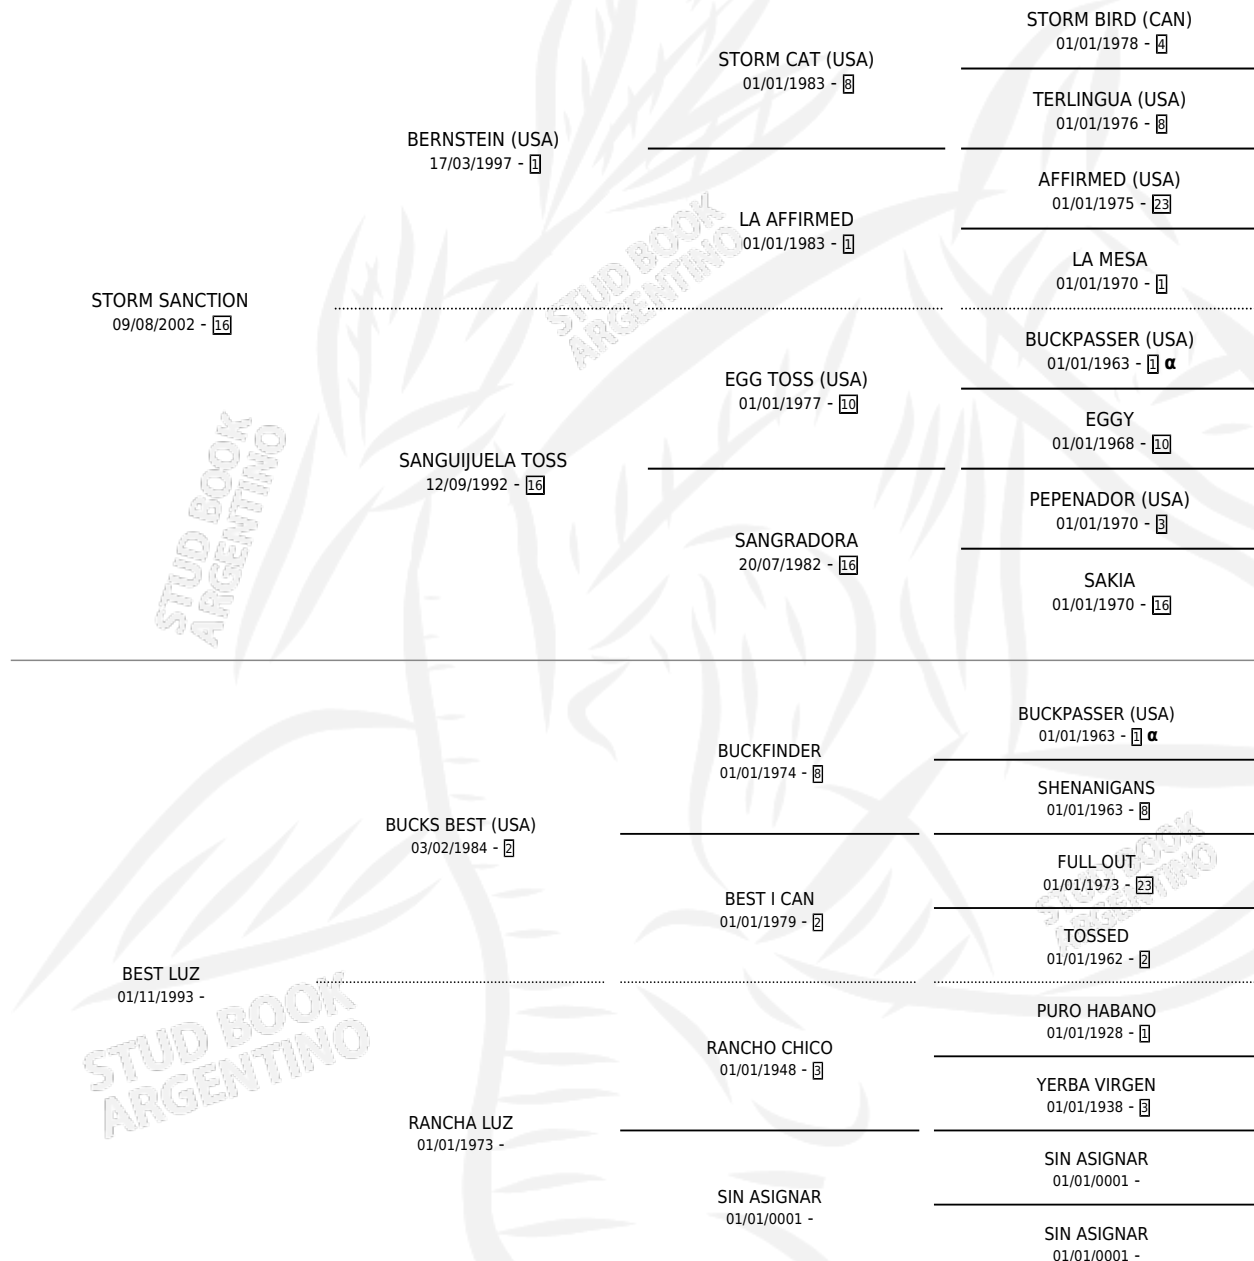 STORM BIRD (CAN)
01/01/1978 - 4
STORM CAT (USA)
01/01/1983 - 8
TERLINGUA (USA)
01/01/1976 - 8
BERNSTEIN (USA)
17/03/1997 - 1
AFFIRMED (USA)
01/01/1975 - 23
LA AFFIRMED
01/01/1983 - 1
LA MESA
01/01/1970 - 1
STORM SANCTION
09/08/2002 - 16
BUCKPASSER (USA)
01/01/1963 - 1 α
EGG TOSS (USA)
01/01/1977 - 10
EGGY
01/01/1968 - 10
SANGUIJUELA TOSS
12/09/1992 - 16
PEPENADOR (USA)
01/01/1970 - 3
SANGRADORA
20/07/1982 - 16
SAKIA
01/01/1970 - 16
BUCKPASSER (USA)
01/01/1963 - 1 α
BUCKFINDER
01/01/1974 - 8
SHENANIGANS
01/01/1963 - 8
BUCKS BEST (USA)
03/02/1984 - 2
FULL OUT
01/01/1973 - 23
BEST I CAN
01/01/1979 - 2
TOSSED
01/01/1962 - 2
BEST LUZ
01/11/1993 -
PURO HABANO
01/01/1928 - 1
RANCHO CHICO
01/01/1948 - 3
YERBA VIRGEN
01/01/1938 - 3
RANCHA LUZ
01/01/1973 -
SIN ASIGNAR
01/01/0001 -
SIN ASIGNAR
01/01/0001 -
SIN ASIGNAR
01/01/0001 -
STUD BOOK
ARGENTINO
STUD BOOK
ARGENTINO
STUD BOOK
ARGENTINO
STUD BOOK
ARGENTINO